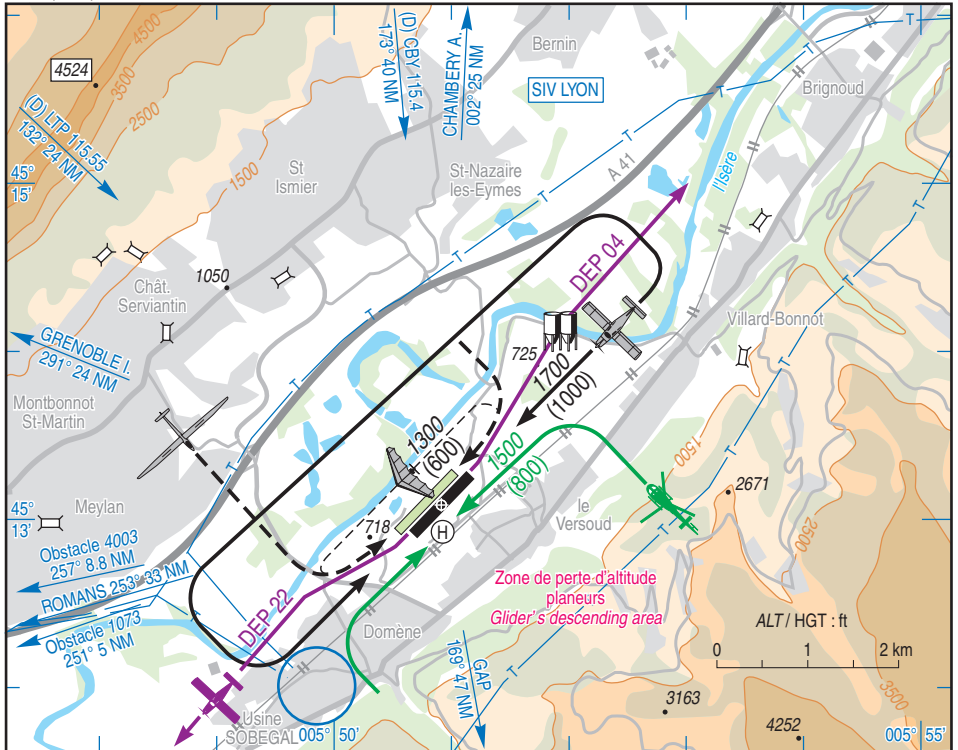 4500
3500
2500
1500
4524
(D) LTP 115.55
132° 24 NM
(D) CBY 115.4
173° 40 NM
CHAMBERY A.
002° 25 NM
Bernin
SIV LYON
Brignoud
45°
15'
St
Ismier
St-Nazaire
les-Eymes
A 41
l'Isère
Chât.
Serviantin
1050
DEP 04
GRENOBLE I.
291° 24 NM
Montbonnot
St-Martin
725
1700
(1000)
Villard-Bonnot
1300
(600)
1500
(800)
1500
2671
Meylan
45°
13'
718
H
le
Versoud
2500
Obstacle 4003
257° 8.8 NM
ROMANS 253° 33 NM
Obstacle 1073
251° 5 NM
DEP 22
Domène
Zone de perte d'altitude
planeurs
Glider's descending area
ALT / HGT : ft
0 1 2 km
GAP
169° 47 NM
3500
3163
4252
Usine
SOBEGAL
005° 50'
005° 55'
T
T
T
T
T
T
T
T
T
T
T